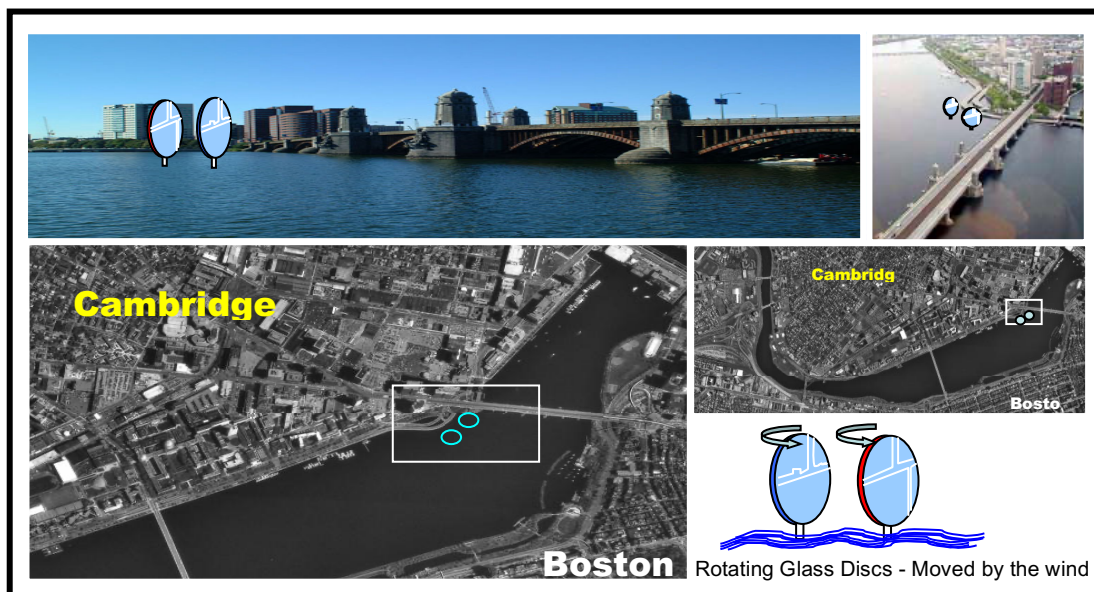 Cambridge
Cambridg
Bosto
Boston
Rotating Glass Discs - Moved by the wind